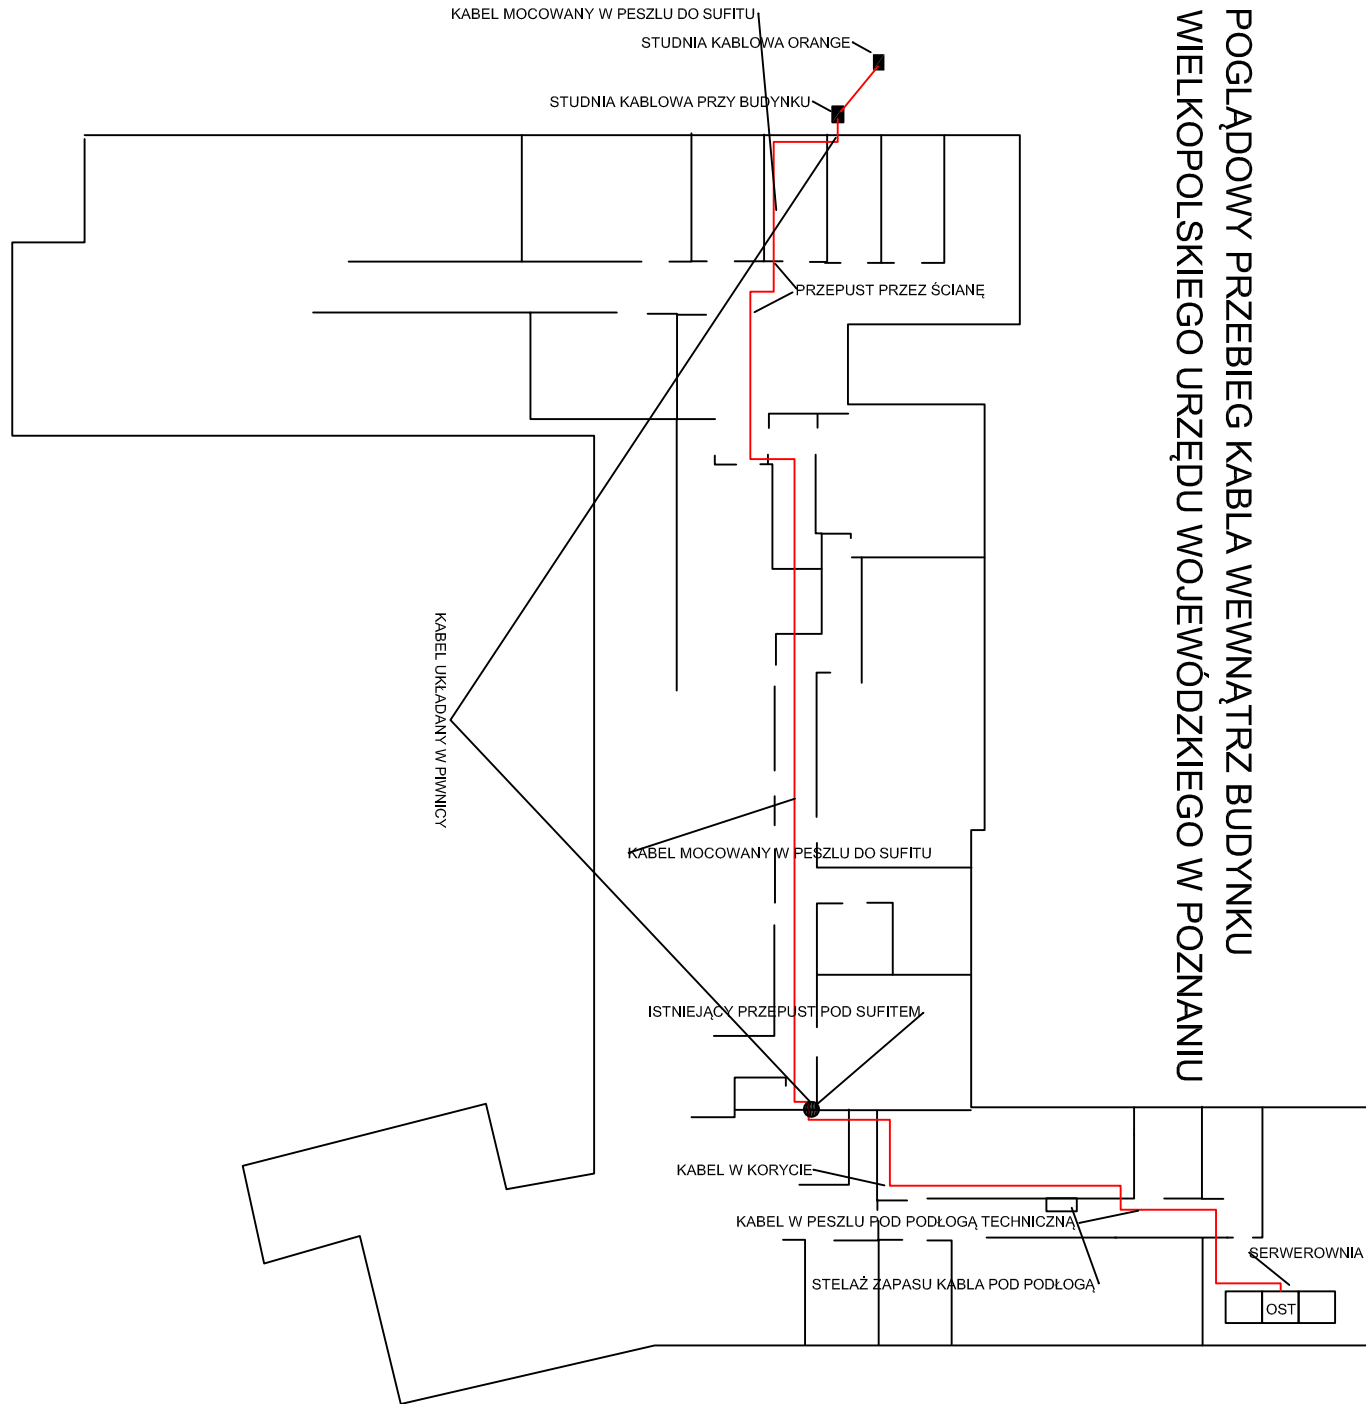 POGLĄDOWY PRZEBIEG KABLA WEWNĄTRZ BUDYNKU
WIELKOPOLSKIEGO URZĘDU WOJEWÓDZKIEGO W POZNANIU
KABEL MOCOWANY W PESZLU DO SUFITU
STUDNIA KABLOWA ORANGE
STUDNIA KABLOWA PRZY BUDYNKU
PRZEPUST PRZEZ ŚCIANĘ
KABEL UKŁADANY W PIWNICY
KABEL MOCOWANY W PESZLU DO SUFITU
ISTNIEJĄCY PRZEPUST POD SUFITEM
KABEL W KORYCIE
KABEL W PESZLU POD PODŁOGĄ TECHNICZNĄ
SERWEROWNIA
STELAŻ ZAPASU KABLA POD PODŁOGĄ
OST